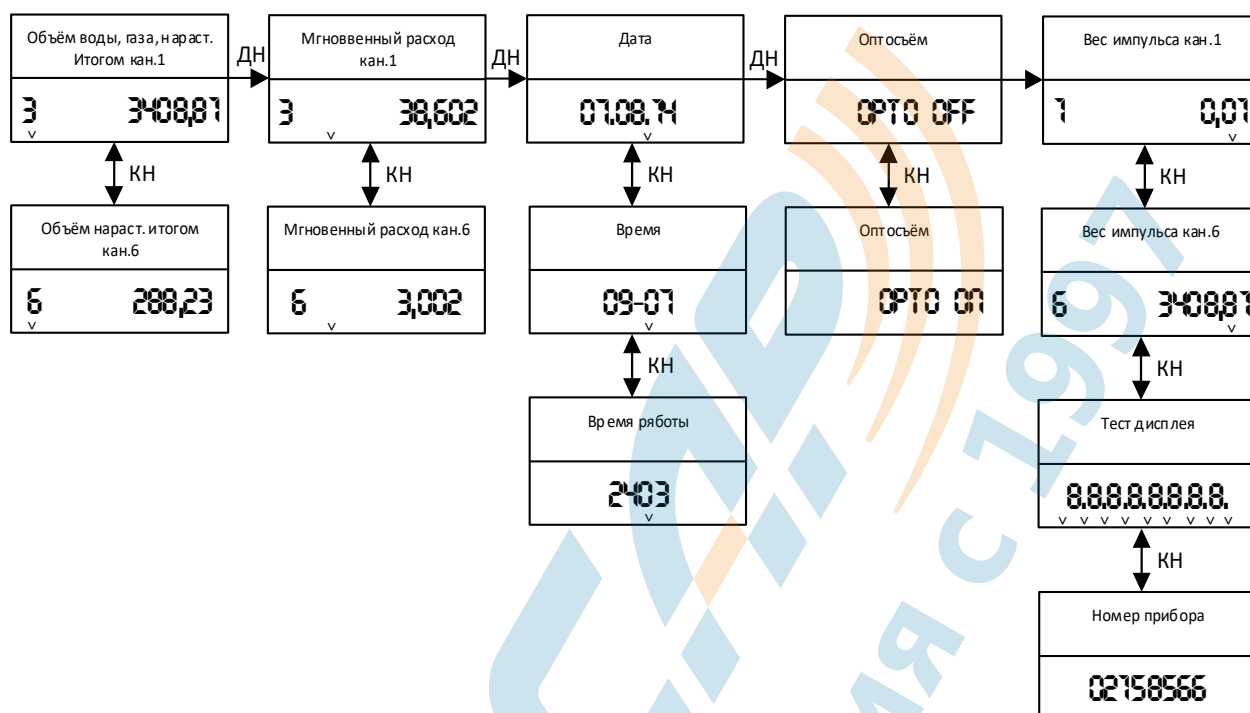 Объём воды, газа, нараст.
Итогом кан.1
3 3408,87
ДН
Мгноввенный расход
кан.1
3 38,602
ДН
Дата
07.08.14
ДН
Оптосъём
OPTO OFF
Вес импульса кан.1
1 0,01
КН
КН
КН
КН
КН
Объём нараст. итогом
кан.6
6 288,23
Мгновенный расход кан.6
6 3,002
Время
09-07
Оптосъём
OPTO ON
Вес импульса кан.6
6 3408,87
КН
КН
Время ряботы
2403
Тест дисплея
8.8.8.8.8.8.8.8.
КН
Номер прибора
02158566
ия с 1997